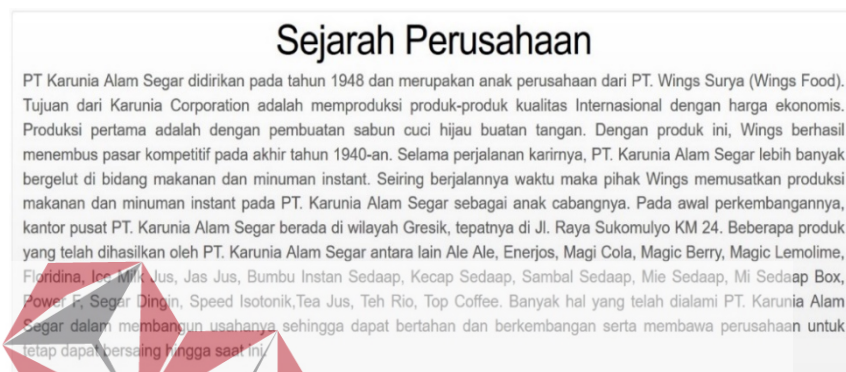 Sejarah Perusahaan
PT Karunia Alam Segar didirikan pada tahun 1948 dan merupakan anak perusahaan dari PT. Wings Surya (Wings Food).
Tujuan dari Karunia Corporation adalah memproduksi produk-produk kualitas Internasional dengan harga ekonomis.
Produksi pertama adalah dengan pembuatan sabun cuci hijau buatan tangan. Dengan produk ini, Wings berhasil
menembus pasar kompetitif pada akhir tahun 1940-an. Selama perjalanan karirnya, PT. Karunia Alam Segar lebih banyak
bergelut di bidang makanan dan minuman instant. Seiring berjalannya waktu maka pihak Wings memusatkan produksi
makanan dan minuman instant pada PT. Karunia Alam Segar sebagai anak cabangnya. Pada awal perkembangannya,
kantor pusat PT. Karunia Alam Segar berada di wilayah Gresik, tepatnya di Jl. Raya Sukomulyo KM 24. Beberapa produk
yang telah dihasilkan oleh PT. Karunia Alam Segar antara lain Ale Ale, Enerjos, Magi Cola, Magic Berry, Magic Lemolime,
Floridina, Ice Milk Jus, Jas Jus, Bumbu Instan Sedaap, Kecap Sedaap, Sambal Sedaap, Mie Sedaap, Mi Sedaap Box,
Power F, Segar Dingin, Speed Isotonik,Tea Jus, Teh Rio, Top Coffee. Banyak hal yang telah dialami PT. Karunia Alam
Segar dalam membangun usahanya sehingga dapat bertahan dan berkembangan serta membawa perusahaan untuk
tetap dapat bersaing hingga saat ini.